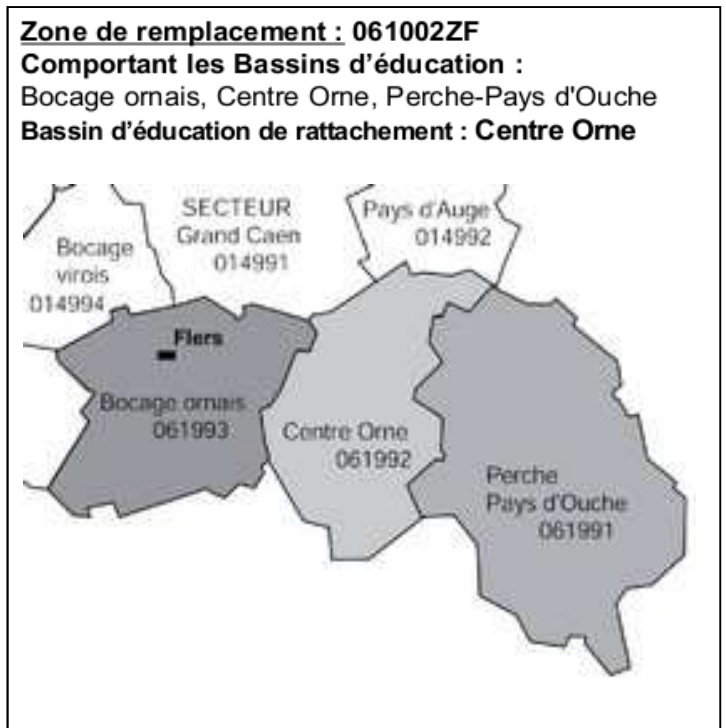 Zone de remplacement : 061002ZF
Comportant les Bassins d'éducation :
Bocage ornais, Centre Orne, Perche-Pays d'Ouche
Bassin d'éducation de rattachement : Centre Orne
SECTEUR
Grand Caen
014991
Pays d'Auge
014992
Bocage
virois
014994
Flers
Bocage ornais
061993
Centre Orne
061992
Perche
Pays d'Ouche
061991